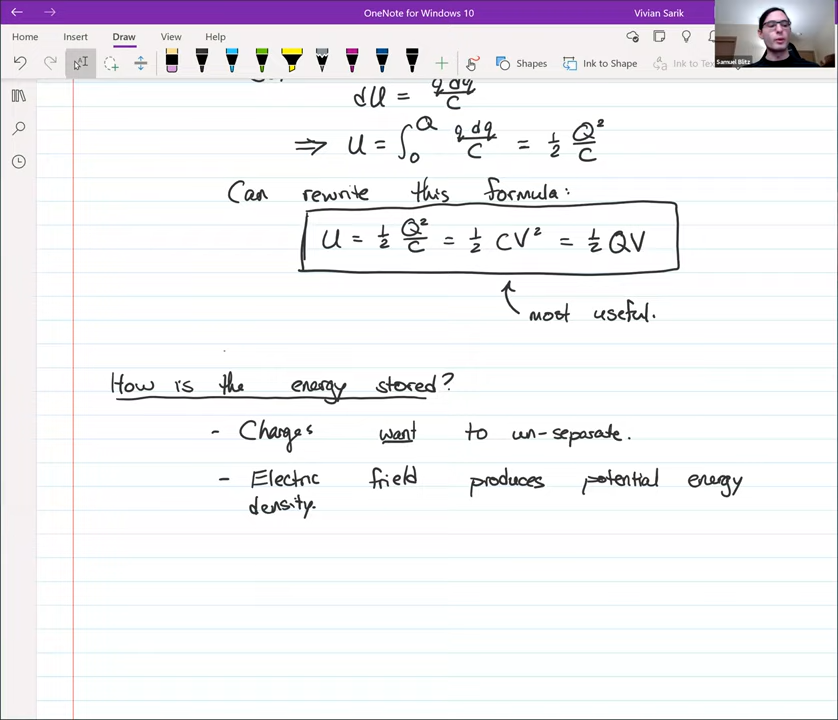 OneNote for Windows 10
Vivian Sarik
Home Insert Draw View Help
Shapes Ink to Shape Ink to
Samuel Blitz
dU = q dq / C
⇒ U = ∫₀^Q q dq / C = 1/2 Q²/C
Can rewrite this formula:
U = 1/2 Q²/C = 1/2 CV² = 1/2 QV
most useful.
How is the energy stored?
- Charges want to un-separate.
- Electric field produces potential energy
density.